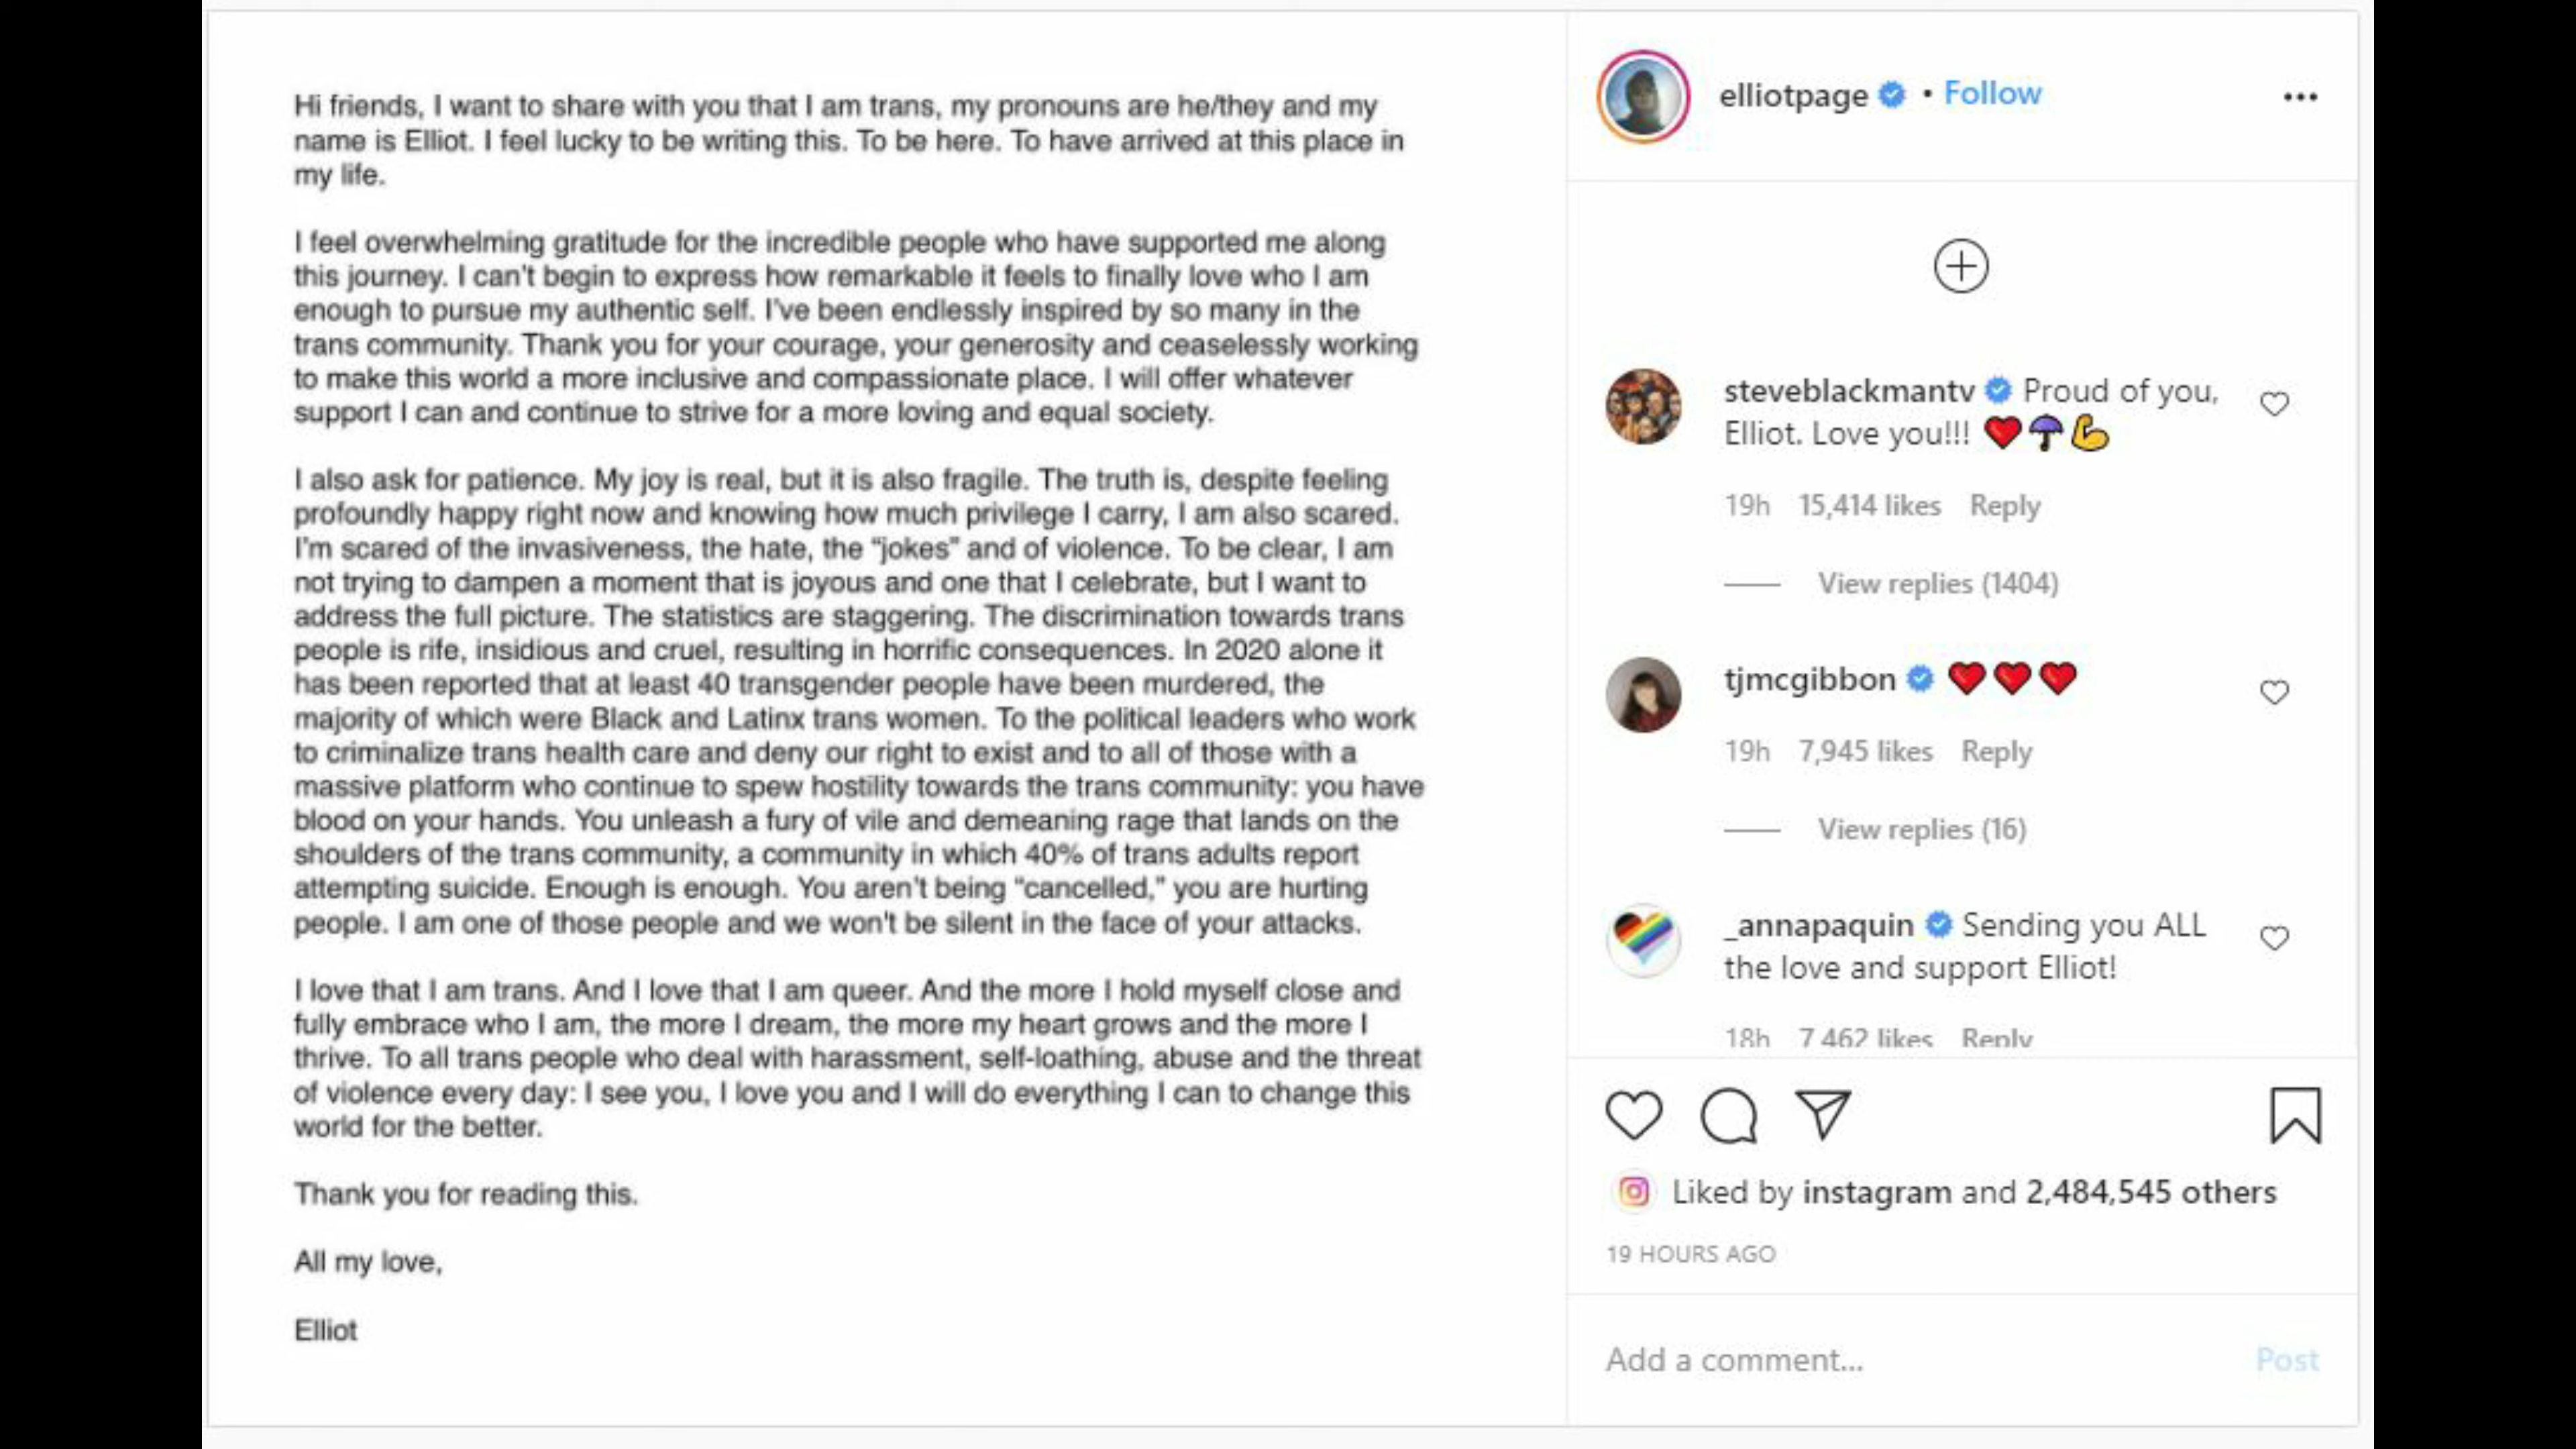 Hi friends, I want to share with you that I am trans, my pronouns are he/they and my
name is Elliot. I feel lucky to be writing this. To be here. To have arrived at this place in
my life.
I feel overwhelming gratitude for the incredible people who have supported me along
this journey. I can't begin to express how remarkable it feels to finally love who I am
enough to pursue my authentic self. I've been endlessly inspired by so many in the
trans community. Thank you for your courage, your generosity and ceaselessly working
to make this world a more inclusive and compassionate place. I will offer whatever
support I can and continue to strive for a more loving and equal society.
I also ask for patience. My joy is real, but it is also fragile. The truth is, despite feeling
profoundly happy right now and knowing how much privilege I carry, I am also scared.
I'm scared of the invasiveness, the hate, the “jokes” and of violence. To be clear, I am
not trying to dampen a moment that is joyous and one that I celebrate, but I want to
address the full picture. The statistics are staggering. The discrimination towards trans
people is rife, insidious and cruel, resulting in horrific consequences. In 2020 alone it
has been reported that at least 40 transgender people have been murdered, the
majority of which were Black and Latinx trans women. To the political leaders who work
to criminalize trans health care and deny our right to exist and to all of those with a
massive platform who continue to spew hostility towards the trans community: you have
blood on your hands. You unleash a fury of vile and demeaning rage that lands on the
shoulders of the trans community, a community in which 40% of trans adults report
attempting suicide. Enough is enough. You aren't being “cancelled,” you are hurting
people. I am one of those people and we won't be silent in the face of your attacks.
I love that I am trans. And I love that I am queer. And the more I hold myself close and
fully embrace who I am, the more I dream, the more my heart grows and the more I
thrive. To all trans people who deal with harassment, self-loathing, abuse and the threat
of violence every day: I see you, I love you and I will do everything I can to change this
world for the better.
Thank you for reading this.
All my love,
Elliot
elliotpage • Follow
steveblackmantv Proud of you,
Elliot. Love you!!! ❤️☂️💪
19h 15,414 likes Reply
View replies (1404)
tjmcgibbon ❤️❤️❤️
19h 7,945 likes Reply
View replies (16)
_annapaquin Sending you ALL
the love and support Elliot!
18h 7,462 likes Reply
Liked by instagram and 2,484,545 others
19 HOURS AGO
Add a comment...
Post